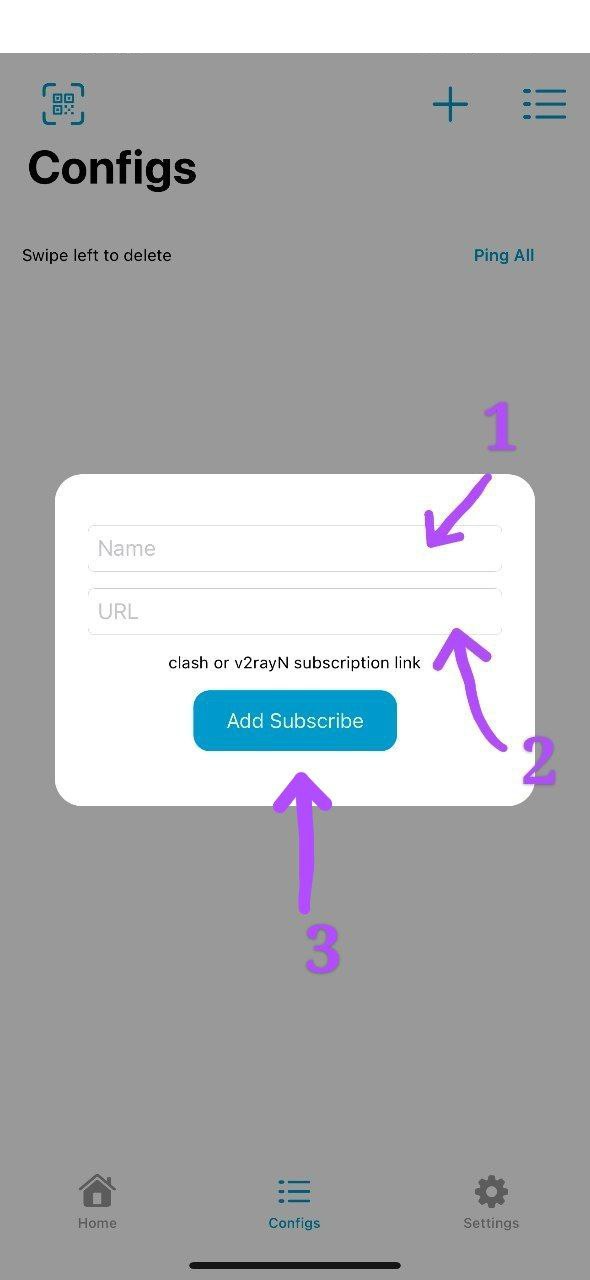 Configs
Swipe left to delete
Ping All
1
Name
URL
clash or v2rayN subscription link
Add Subscribe
2
3
Home
Configs
Settings